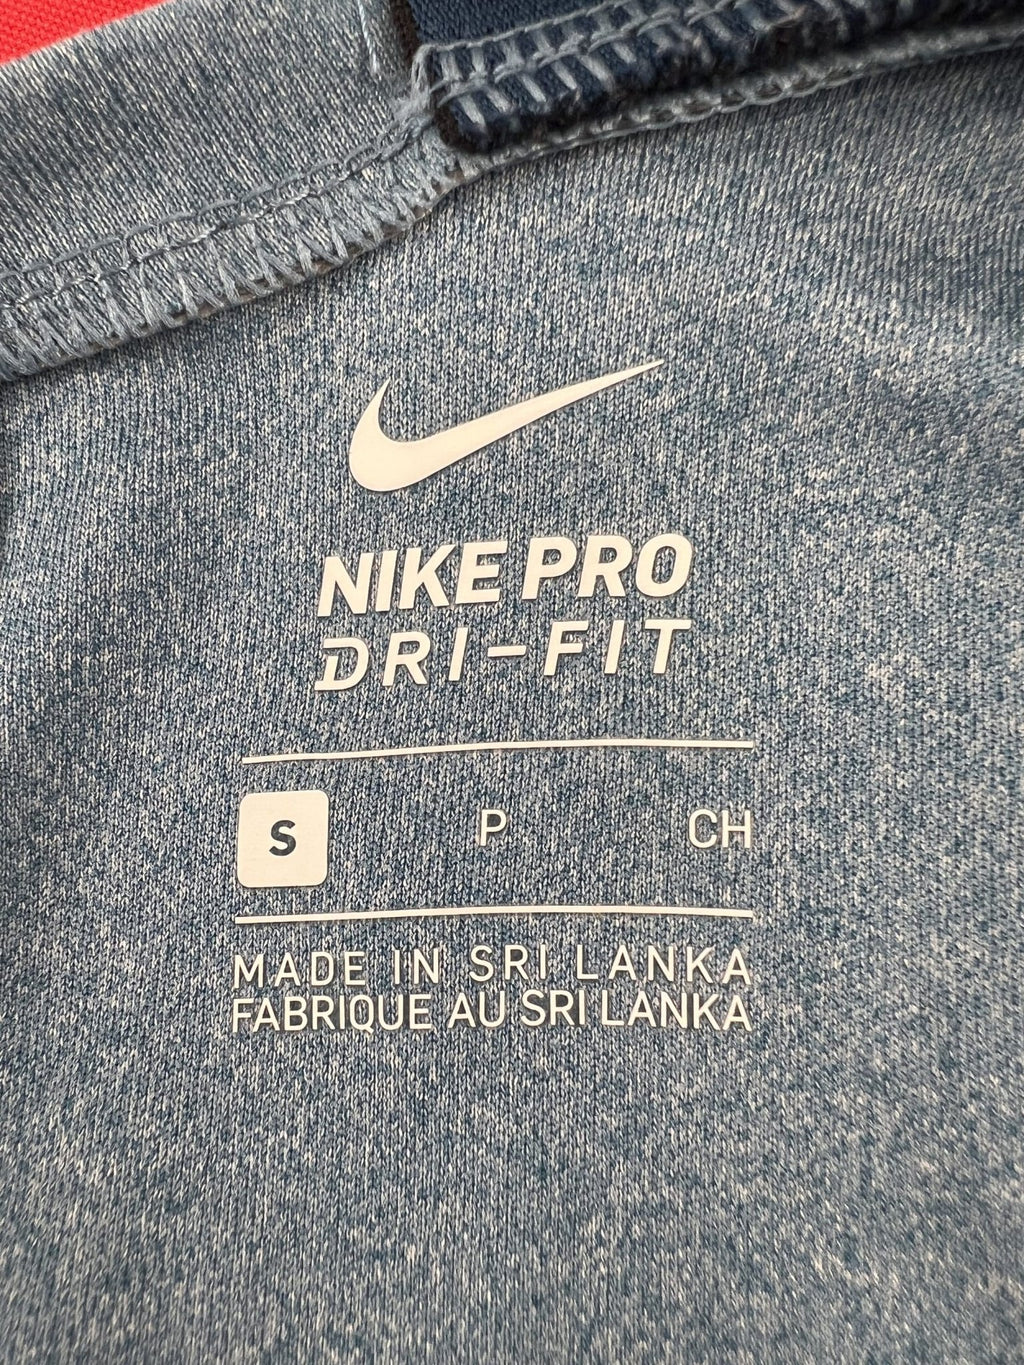 NIKE PRO
DRI-FIT
S P CH
MADE IN SRI LANKA
FABRIQUE AU SRI LANKA